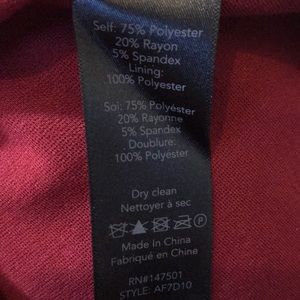 Self: 75% Polyester
20% Rayon
5% Spandex
Lining:
100% Polyester
Soi: 75% Polyéster
20% Rayonne
5% Spandex
Doublure:
100% Polyester
Dry clean
Nettoyer à sec
P
Made In China
Fabriqué en Chine
RN#147501
STYLE: AF7D10